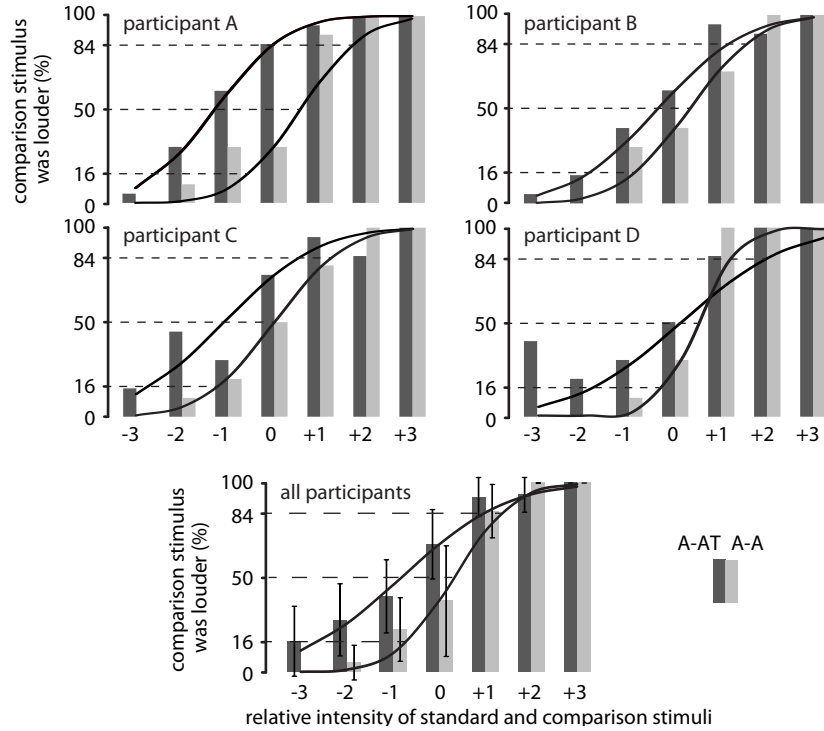 comparison stimulus
was louder (%)
participant A
100
84
50
16
0
participant B
100
84
50
16
0
participant C
100
84
50
16
0
-3 -2 -1 0 +1 +2 +3
participant D
100
84
50
16
0
-3 -2 -1 0 +1 +2 +3
comparison stimulus
was louder (%)
all participants
100
84
50
16
0
-3 -2 -1 0 +1 +2 +3
relative intensity of standard and comparison stimuli
A-AT A-A